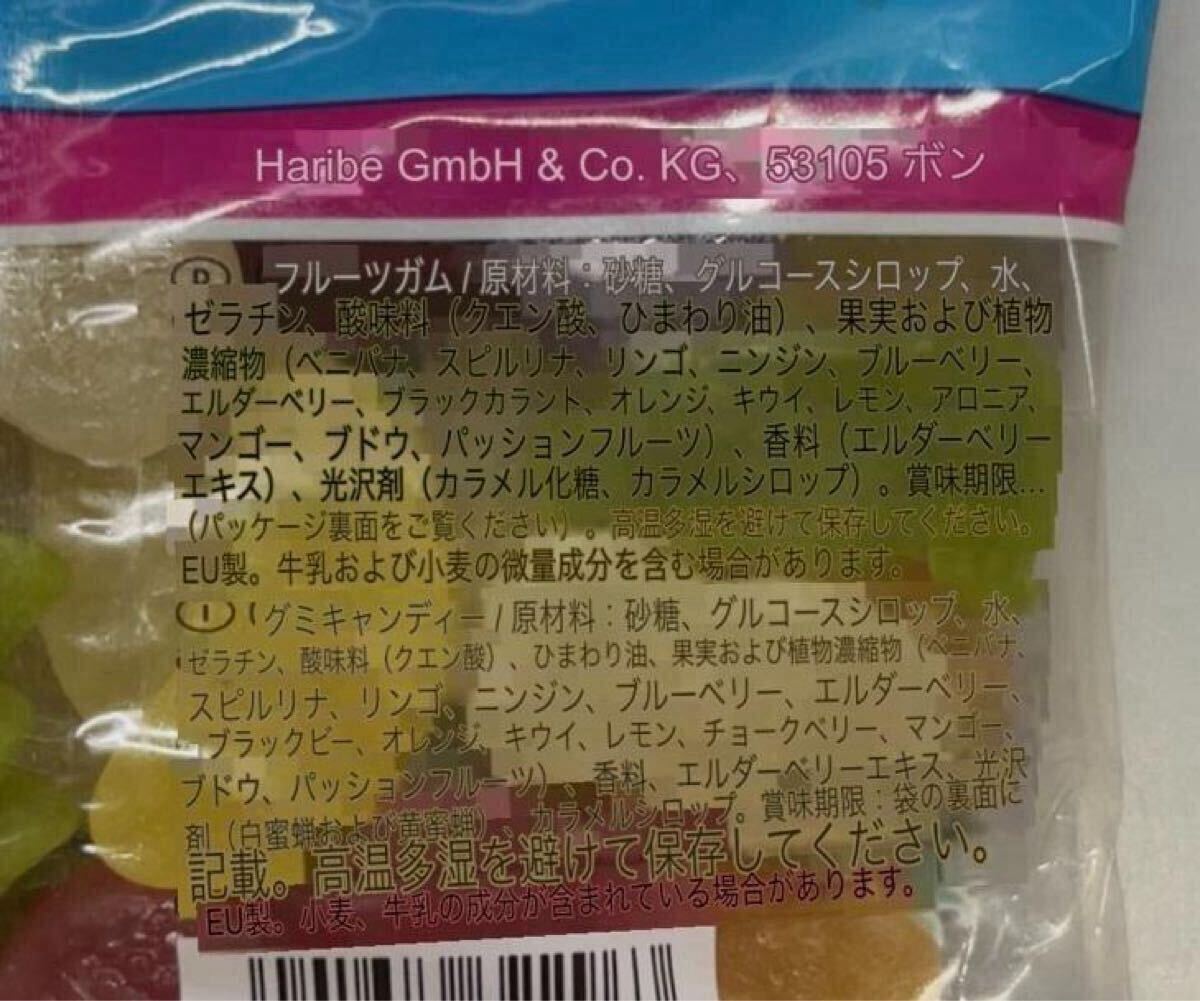 Haribe GmbH & Co. KG、53105 ボン
フルーツガム / 原材料：砂糖、グルコースシロップ、水、
ゼラチン、酸味料（クエン酸、ひまわり油）、果実および植物
濃縮物（ベニバナ、スピルリナ、リンゴ、ニンジン、ブルーベリー、
エルダーベリー、ブラックカラント、オレンジ、キウイ、レモン、アロニア、
マンゴー、ブドウ、パッションフルーツ）、香料（エルダーベリー
エキス）、光沢剤（カラメル化糖、カラメルシロップ）。賞味期限...
（パッケージ裏面をご覧ください）。高温多湿を避けて保存してください。
EU製。牛乳および小麦の微量成分を含む場合があります。
I （グミキャンディー / 原材料：砂糖、グルコースシロップ、水、
ゼラチン、酸味料（クエン酸）、ひまわり油、果実および植物濃縮物（ベニバナ、
スピルリナ、リンゴ、ニンジン、ブルーベリー、エルダーベリー、
ブラックビー、オレンジ、キウイ、レモン、チョークベリー、マンゴー、
ブドウ、パッションフルーツ）、香料、エルダーベリーエキス、光沢
剤（白蜜蝋および黄蜜蝋）、カラメルシロップ。賞味期限：袋の裏面に
記載。高温多湿を避けて保存してください。
EU製。小麦、牛乳の成分が含まれている場合があります。